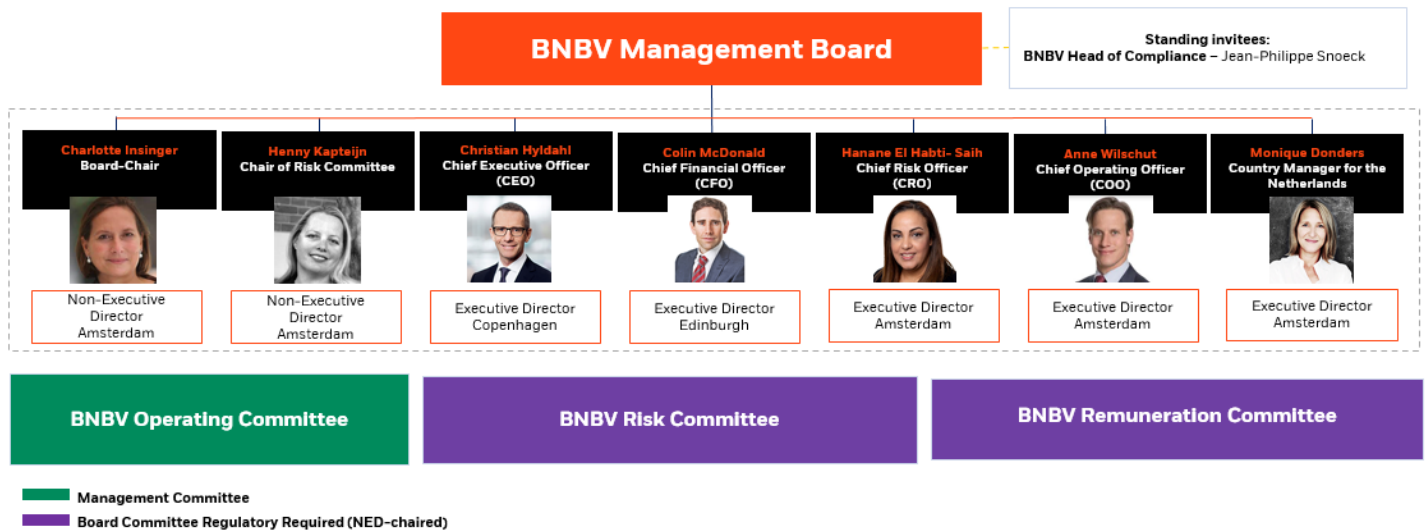 BNBV Management Board
Standing invitees:
BNBV Head of Compliance – Jean-Philippe Snoeck
Charlotte Insinger
Board-Chair
Non-Executive
Director
Amsterdam
Henny Kapteijn
Chair of Risk Committee
Non-Executive
Director
Amsterdam
Christian Hyldahl
Chief Executive Officer
(CEO)
Executive Director
Copenhagen
Colin McDonald
Chief Financial Officer
(CFO)
Executive Director
Edinburgh
Hanane El Habti- Saih
Chief Risk Officer
(CRO)
Executive Director
Amsterdam
Anne Wilschut
Chief Operating Officer
(COO)
Executive Director
Amsterdam
Monique Donders
Country Manager for the
Netherlands
Executive Director
Amsterdam
BNBV Operating Committee
BNBV Risk Committee
BNBV Remuneration Committee
Management Committee
Board Committee Regulatory Required (NED-chaired)